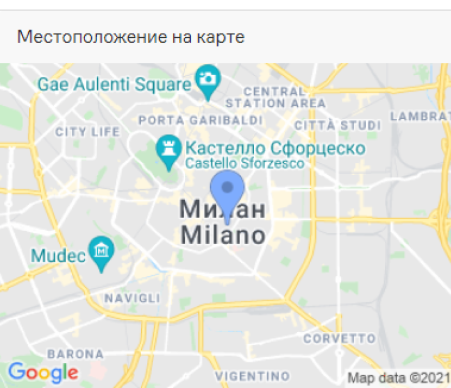 Местоположение на карте
Gae Aulenti Square
CENTRAL
STATION AREA
PORTA GARIBALDI
CITTÀ STUDI
LAMBRAT
CITY LIFE
Кастелло Сфорцеско
Castello Sforzesco
Милан
Milano
Mudec
NAVIGLI
CORVETTO
BARONA
VIGENTINO
Google
Map data ©2021